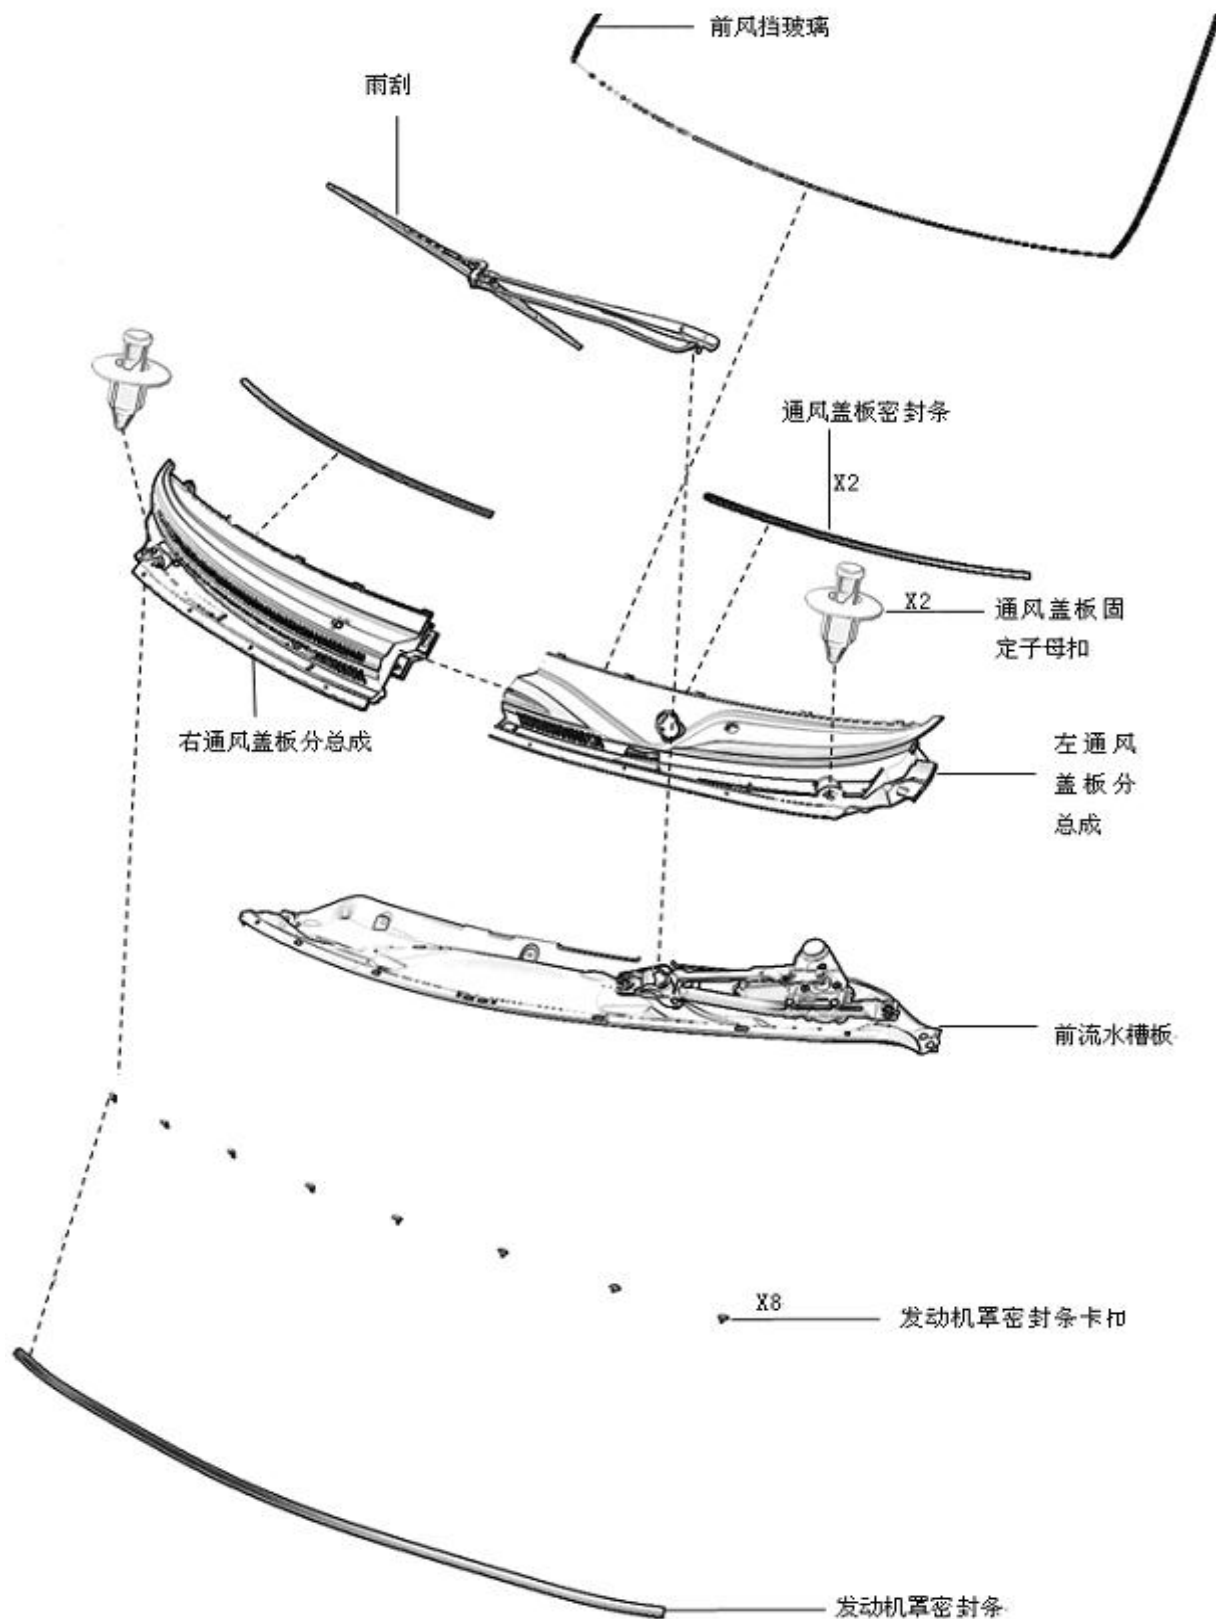 前风挡玻璃
雨刮
通风盖板密封条
X2
X2
通风盖板固
定子母扣
右通风盖板分总成
左通风
盖板分
总成
前流水槽板
X8
发动机罩密封条卡扣
发动机罩密封条